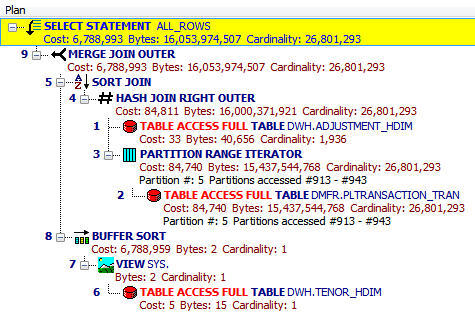 Plan
SELECT STATEMENT ALL_ROWS
Cost: 6,788,993 Bytes: 16,053,974,507 Cardinality: 26,801,293
9 MERGE JOIN OUTER
Cost: 6,788,993 Bytes: 16,053,974,507 Cardinality: 26,801,293
5 SORT JOIN
4 HASH JOIN RIGHT OUTER
Cost: 84,811 Bytes: 16,000,371,921 Cardinality: 26,801,293
1 TABLE ACCESS FULL TABLE DWH.ADJUSTMENT_HDIM
Cost: 33 Bytes: 40,656 Cardinality: 1,936
3 PARTITION RANGE ITERATOR
Cost: 84,740 Bytes: 15,437,544,768 Cardinality: 26,801,293
Partition #: 5 Partitions accessed #913 - #943
2 TABLE ACCESS FULL TABLE DMFR.PLTRANSACTION_TRAN
Cost: 84,740 Bytes: 15,437,544,768 Cardinality: 26,801,293
Partition #: 5 Partitions accessed #913 - #943
8 BUFFER SORT
Cost: 6,788,959 Bytes: 2 Cardinality: 1
7 VIEW SYS.
Bytes: 2 Cardinality: 1
6 TABLE ACCESS FULL TABLE DWH.TENOR_HDIM
Cost: 5 Bytes: 15 Cardinality: 1